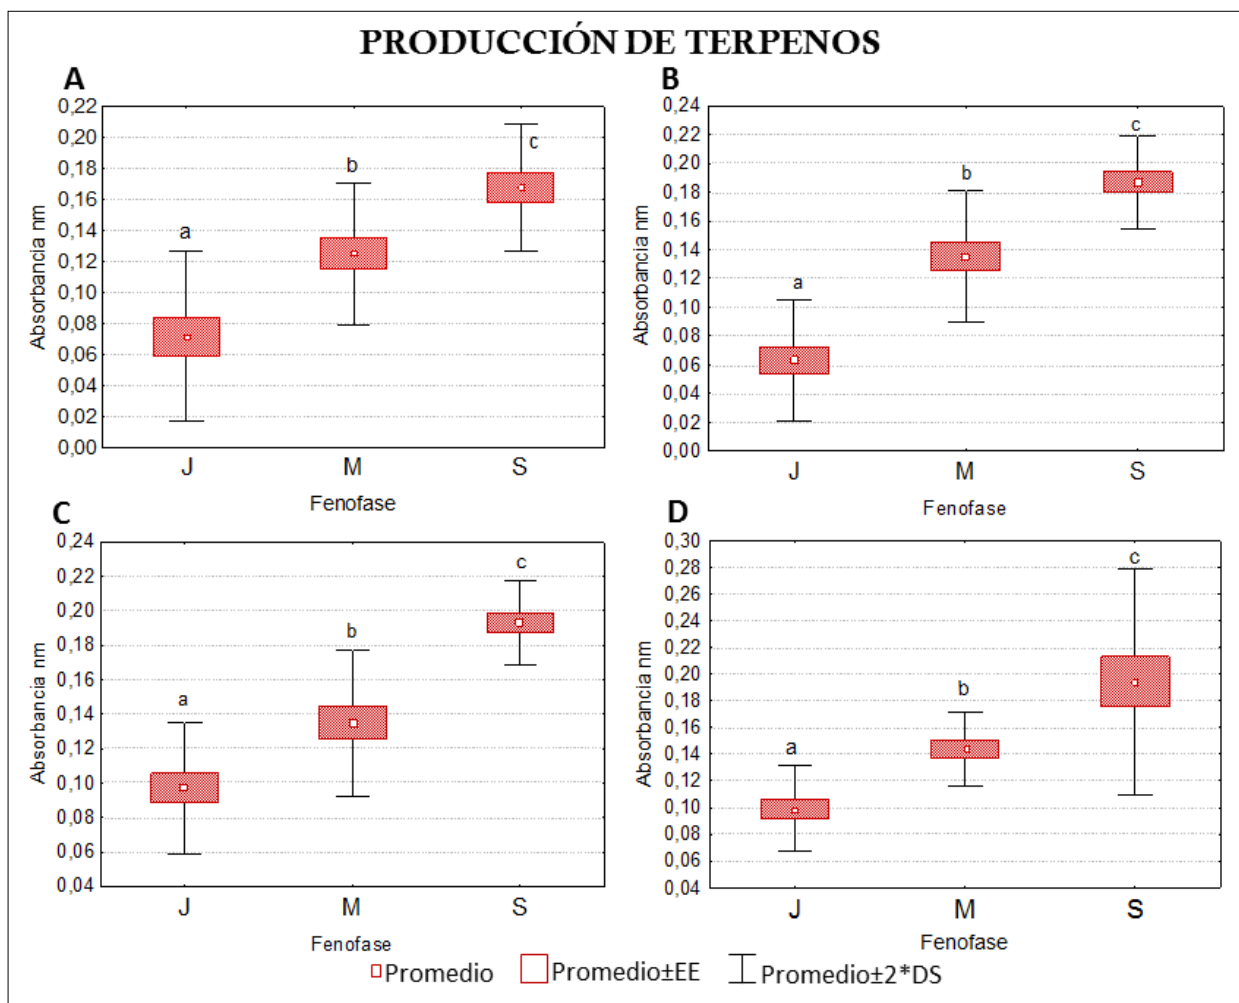 PRODUCCIÓN DE TERPENOS
A
0,22
0,20
0,18
0,16
0,14
0,12
0,10
0,08
0,06
0,04
0,02
0,00
Absorbancia nm
a
b
c
J M S
Fenofase
B
0,24
0,22
0,20
0,18
0,16
0,14
0,12
0,10
0,08
0,06
0,04
0,02
0,00
Absorbancia nm
a
b
c
J M S
Fenofase
C
0,24
0,22
0,20
0,18
0,16
0,14
0,12
0,10
0,08
0,06
0,04
Absorbancia nm
a
b
c
J M S
Fenofase
D
0,30
0,28
0,26
0,24
0,22
0,20
0,18
0,16
0,14
0,12
0,10
0,08
0,06
0,04
Absorbancia nm
a
b
c
J M S
Fenofase
Promedio Promedio±EE Promedio±2*DS